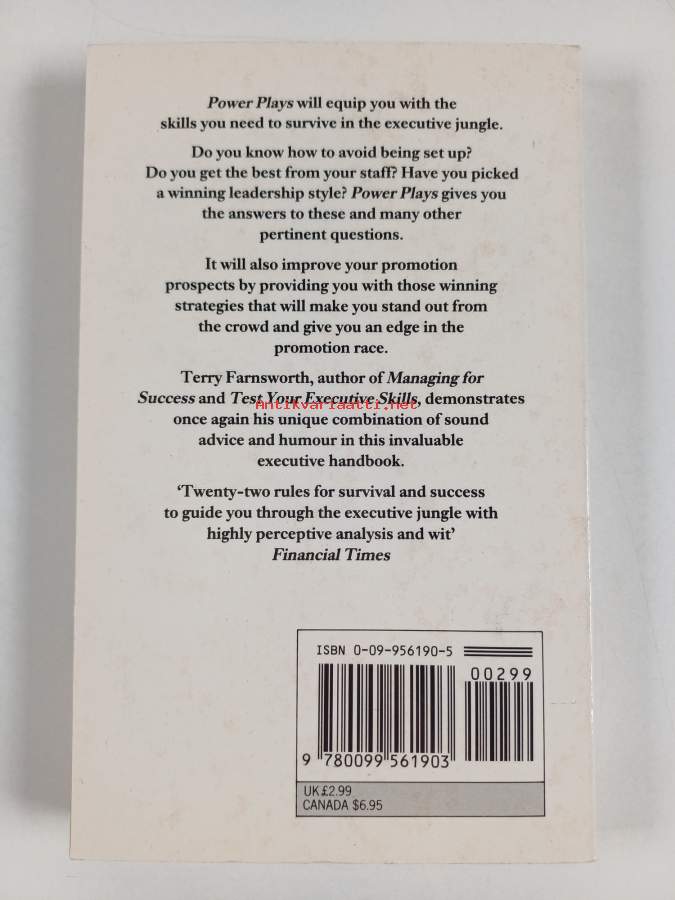 Power Plays will equip you with the
skills you need to survive in the executive jungle.
Do you know how to avoid being set up?
Do you get the best from your staff? Have you picked
a winning leadership style? Power Plays gives you
the answers to these and many other
pertinent questions.
It will also improve your promotion
prospects by providing you with those winning
strategies that will make you stand out from
the crowd and give you an edge in the
promotion race.
Terry Farnsworth, author of Managing for
Success and Test Your Executive Skills, demonstrates
Antikvariaatti.net
once again his unique combination of sound
advice and humour in this invaluable
executive handbook.
‘Twenty-two rules for survival and success
to guide you through the executive jungle with
highly perceptive analysis and wit’
Financial Times
ISBN 0-09-956190-5
00299
9 780099 561903
UK £2.99
CANADA $6.95